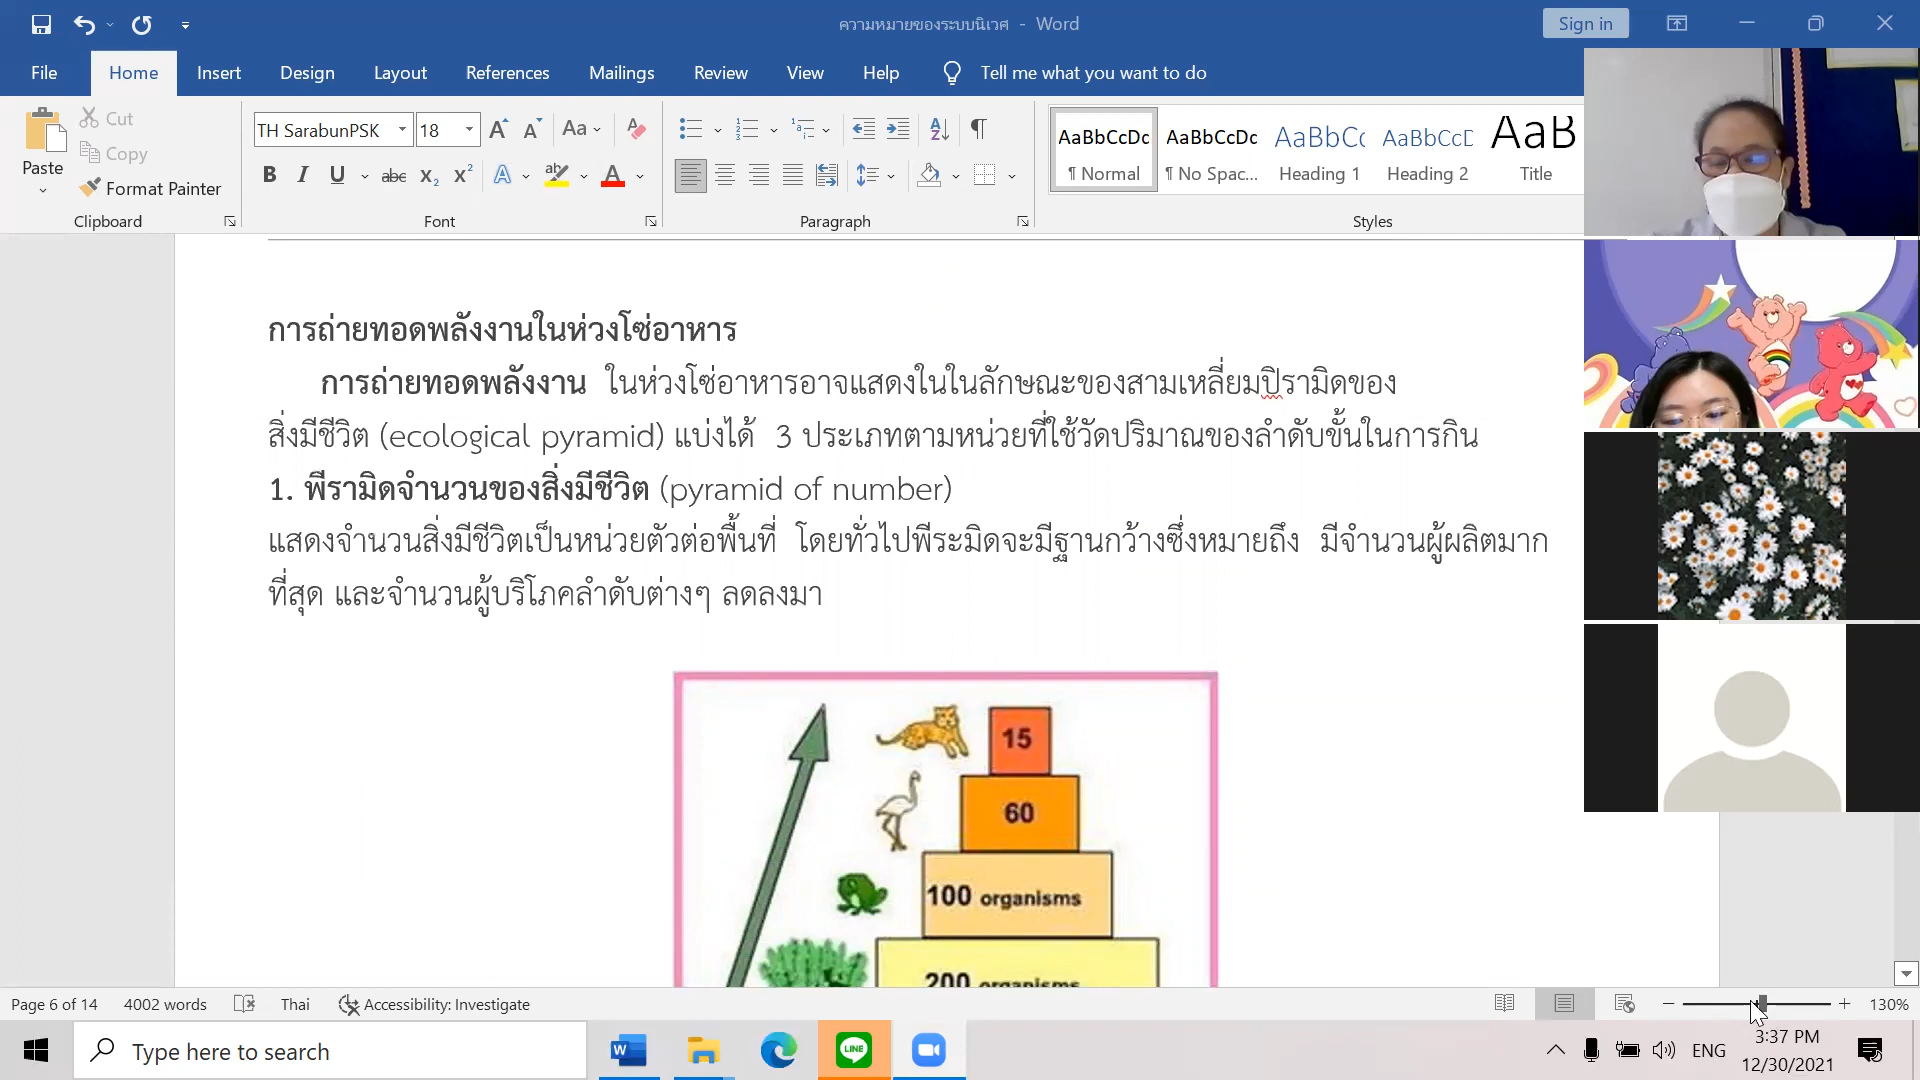 ความหมายของระบบนิเวศ - Word
Sign in
File Home Insert Design Layout References Mailings Review View Help Tell me what you want to do
Paste
Cut
Copy
Format Painter
Clipboard
TH SarabunPSK 18
Font
Paragraph
AaBbCcDc AaBbCcDc AaBbCc AaBbCcD AaB
¶ Normal ¶ No Spac... Heading 1 Heading 2 Title
Styles
การถ่ายทอดพลังงานในห่วงโซ่อาหาร
การถ่ายทอดพลังงาน ในห่วงโซ่อาหารอาจแสดงในในลักษณะของสามเหลี่ยมปิรามิดของ
สิ่งมีชีวิต (ecological pyramid) แบ่งได้ 3 ประเภทตามหน่วยที่ใช้วัดปริมาณของลำดับขั้นในการกิน
1. พีรามิดจำนวนของสิ่งมีชีวิต (pyramid of number)
แสดงจำนวนสิ่งมีชีวิตเป็นหน่วยตัวต่อพื้นที่ โดยทั่วไปพีระมิดจะมีฐานกว้างซึ่งหมายถึง มีจำนวนผู้ผลิตมาก
ที่สุด และจำนวนผู้บริโภคลำดับต่างๆ ลดลงมา
15
60
100 organisms
200 organisms
Page 6 of 14 4002 words Thai Accessibility: Investigate 130%
Type here to search
LINE
ENG
3:37 PM
12/30/2021